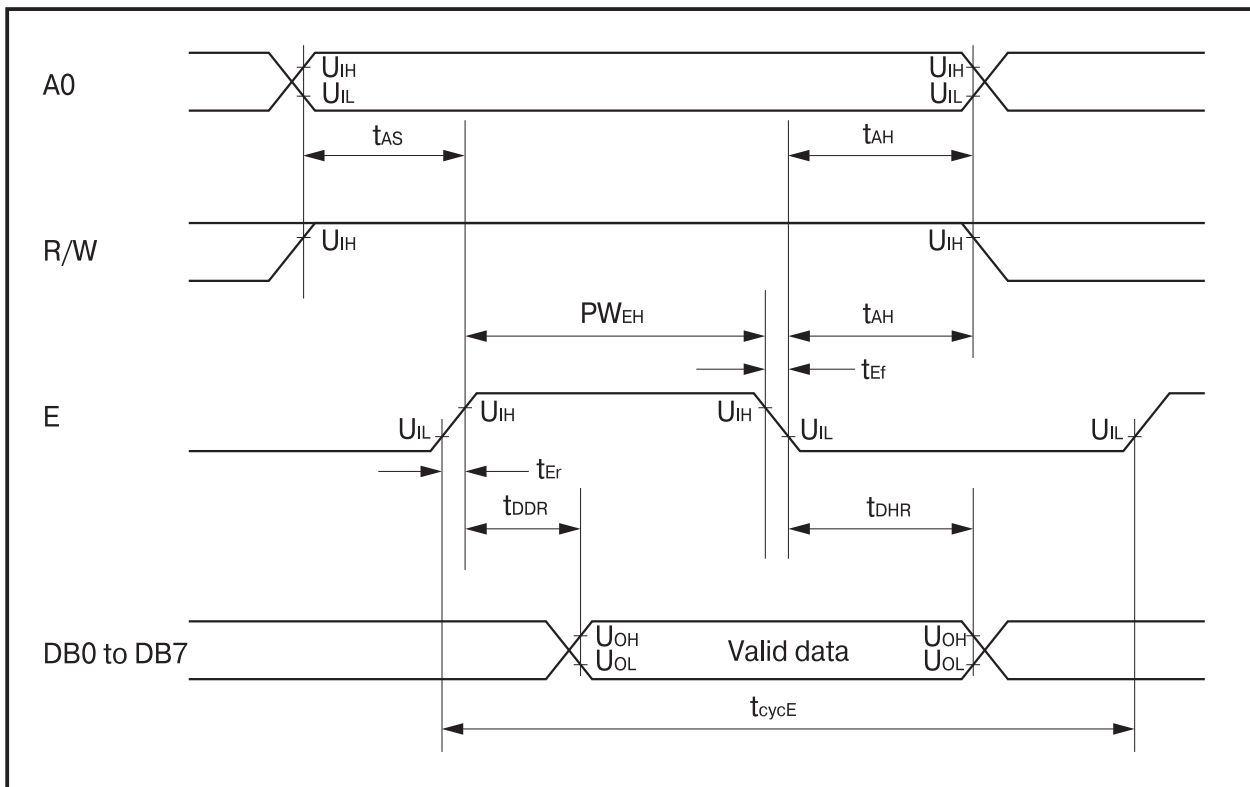 A0
UIH
UIL
UIH
UIL
tAS
tAH
R/W
UIH
UIH
PWEH
tAH
tEf
E
UIL
UIH
UIH
UIL
UIL
tEr
tDDR
tDHR
DB0 to DB7
UOH
UOL
Valid data
UOH
UOL
tcycE